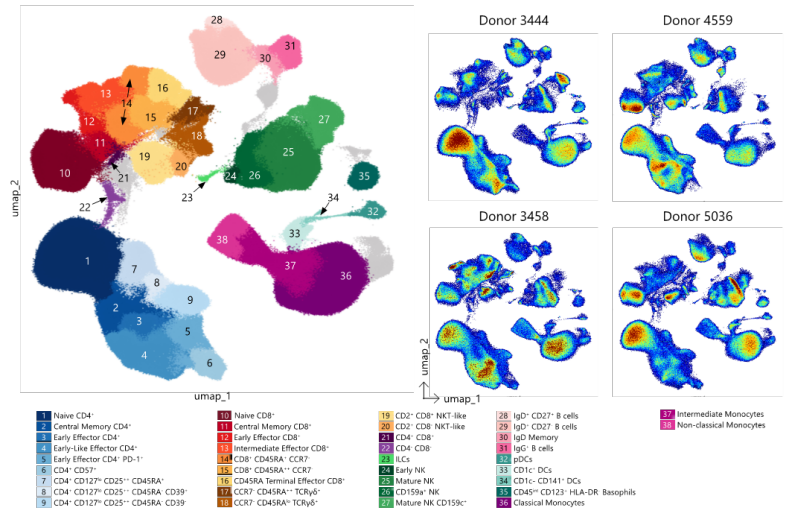 Donor 3444
Donor 4559
Donor 3458
Donor 5036
28
29
30
31
13
14
16
15
17
18
12
11
10
19
20
21
22
23
24
25
26
27
35
34
32
33
38
37
36
1
7
8
9
2
3
4
5
6
umap_2
umap_1
umap_2
umap_1
1 Naive CD4⁺
2 Central Memory CD4⁺
3 Early Effector CD4⁺
4 Early-Like Effector CD4⁺
5 Early Effector CD4⁺ PD-1⁺
6 CD4⁺ CD57⁺
7 CD4⁺ CD127ˡᵒ CD25⁺⁺ CD45RA⁺
8 CD4⁺ CD127ˡᵒ CD25⁺⁺ CD45RA⁻ CD39⁺
9 CD4⁺ CD127ˡᵒ CD25⁺⁺ CD45RA⁻ CD39⁻
10 Naive CD8⁺
11 Central Memory CD8⁺
12 Early Effector CD8⁺
13 Intermediate Effector CD8⁺
14 CD8⁺ CD45RA⁺ CCR7⁻
15 CD8⁺ CD45RA⁺⁺ CCR7⁻
16 CD45RA Terminal Effector CD8⁺
17 CCR7⁻ CD45RA⁺⁺ TCRγδ⁺
18 CCR7⁻ CD45RAˡᵒ TCRγδ⁺
19 CD2⁺ CD8⁺ NKT-like
20 CD2⁻ CD8⁺ NKT-like
21 CD4⁺ CD8⁺
22 CD4⁻ CD8⁻
23 ILCs
24 Early NK
25 Mature NK
26 CD159a⁺ NK
27 Mature NK CD159c⁺
28 IgD⁺ CD27⁺ B cells
29 IgD⁺ CD27⁻ B cells
30 IgD Memory
31 IgG⁺ B cells
32 pDCs
33 CD1c⁺ DCs
34 CD1c- CD141⁺ DCs
35 CD45ⁱⁿᵗ CD123⁺ HLA-DR⁻ Basophils
36 Classical Monocytes
37 Intermediate Monocytes
38 Non-classical Monocytes